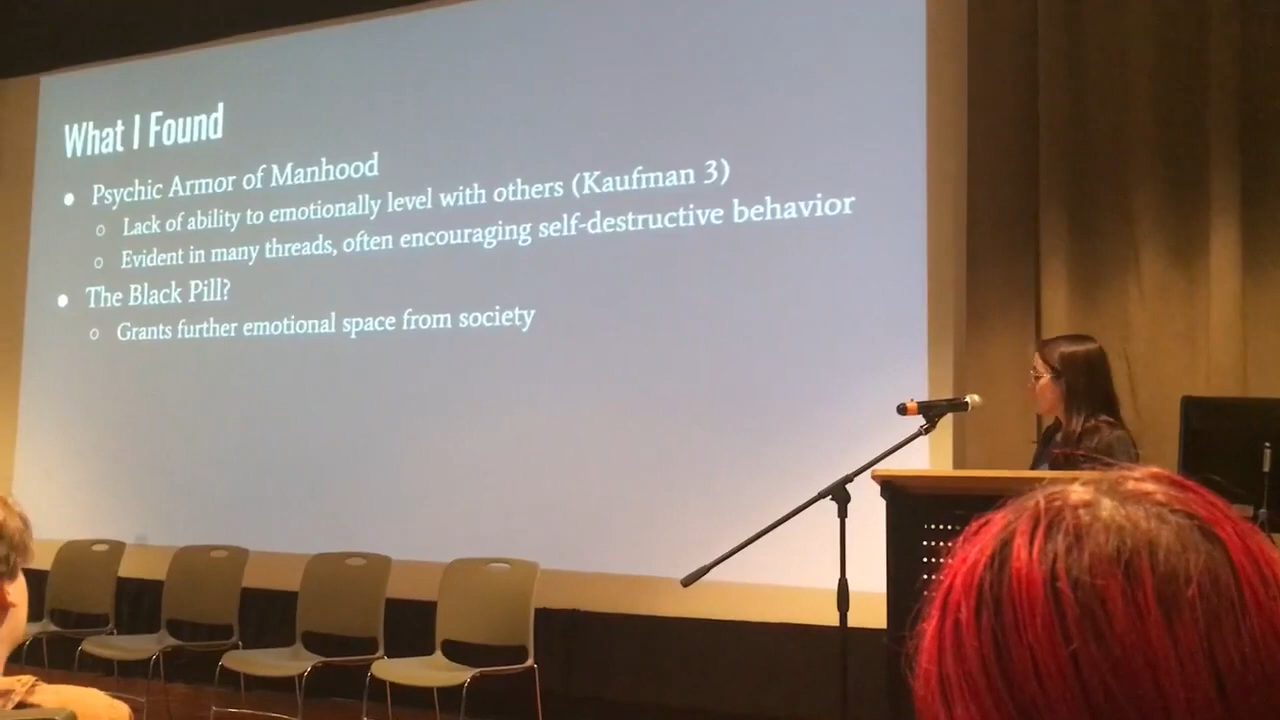 What I Found
Psychic Armor of Manhood
Lack of ability to emotionally level with others (Kaufman 3)
Evident in many threads, often encouraging self-destructive behavior
The Black Pill?
Grants further emotional space from society